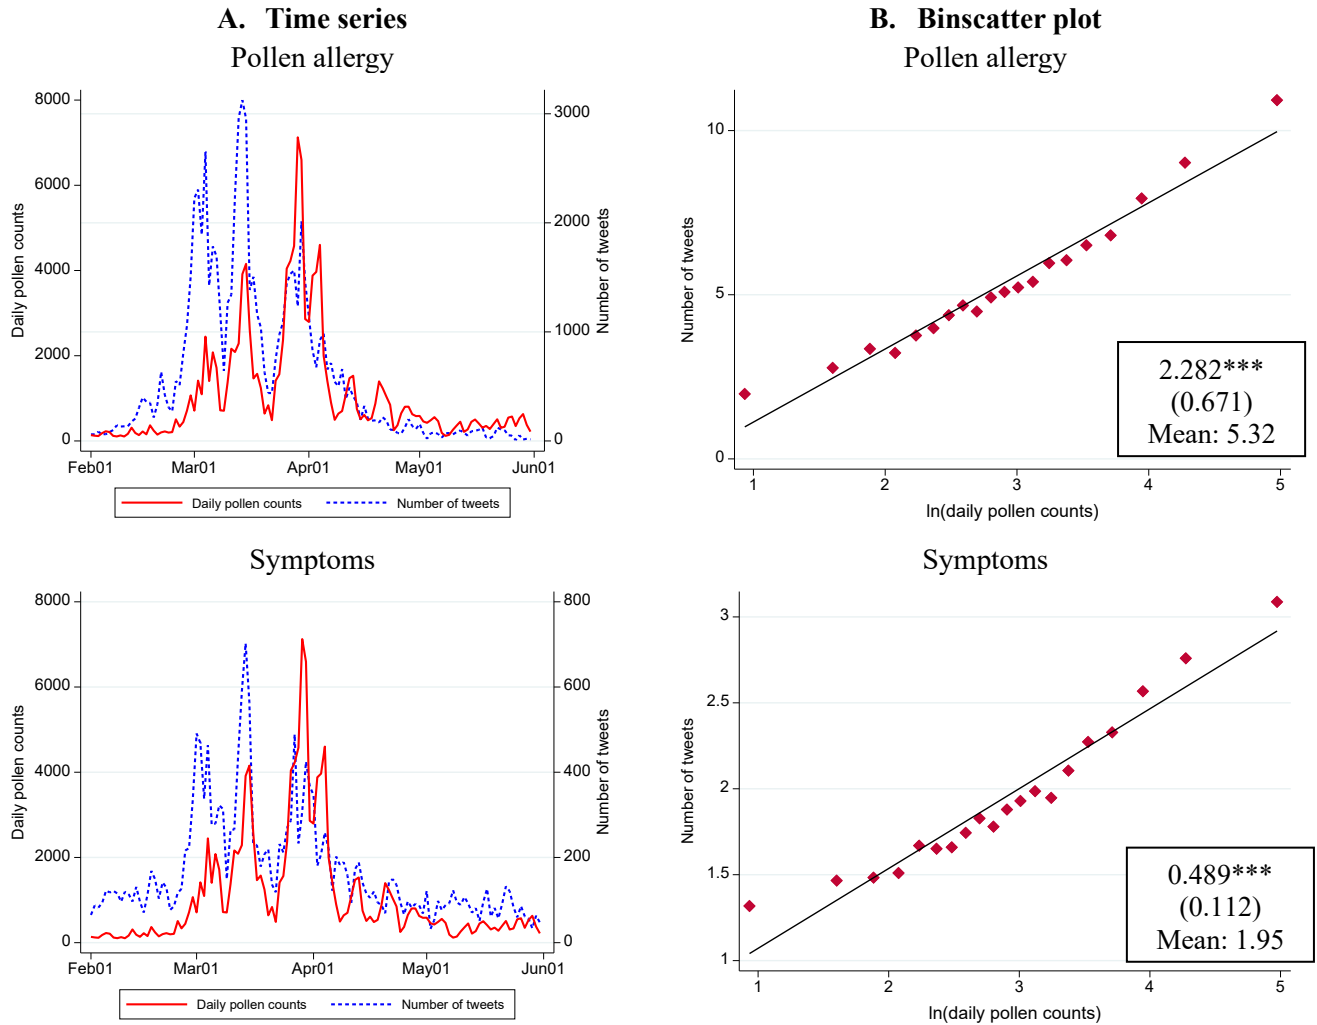 A. Time series
Pollen allergy
8000
6000
4000
2000
0
Daily pollen counts
3000
2000
1000
0
Number of tweets
Feb01 Mar01 Apr01 May01 Jun01
Daily pollen counts Number of tweets
Symptoms
8000
6000
4000
2000
0
Daily pollen counts
800
600
400
200
0
Number of tweets
Feb01 Mar01 Apr01 May01 Jun01
Daily pollen counts Number of tweets
B. Binscatter plot
Pollen allergy
10
5
0
Number of tweets
2.282***
(0.671)
Mean: 5.32
1 2 3 4 5
ln(daily pollen counts)
Symptoms
3
2.5
2
1.5
1
Number of tweets
0.489***
(0.112)
Mean: 1.95
1 2 3 4 5
ln(daily pollen counts)